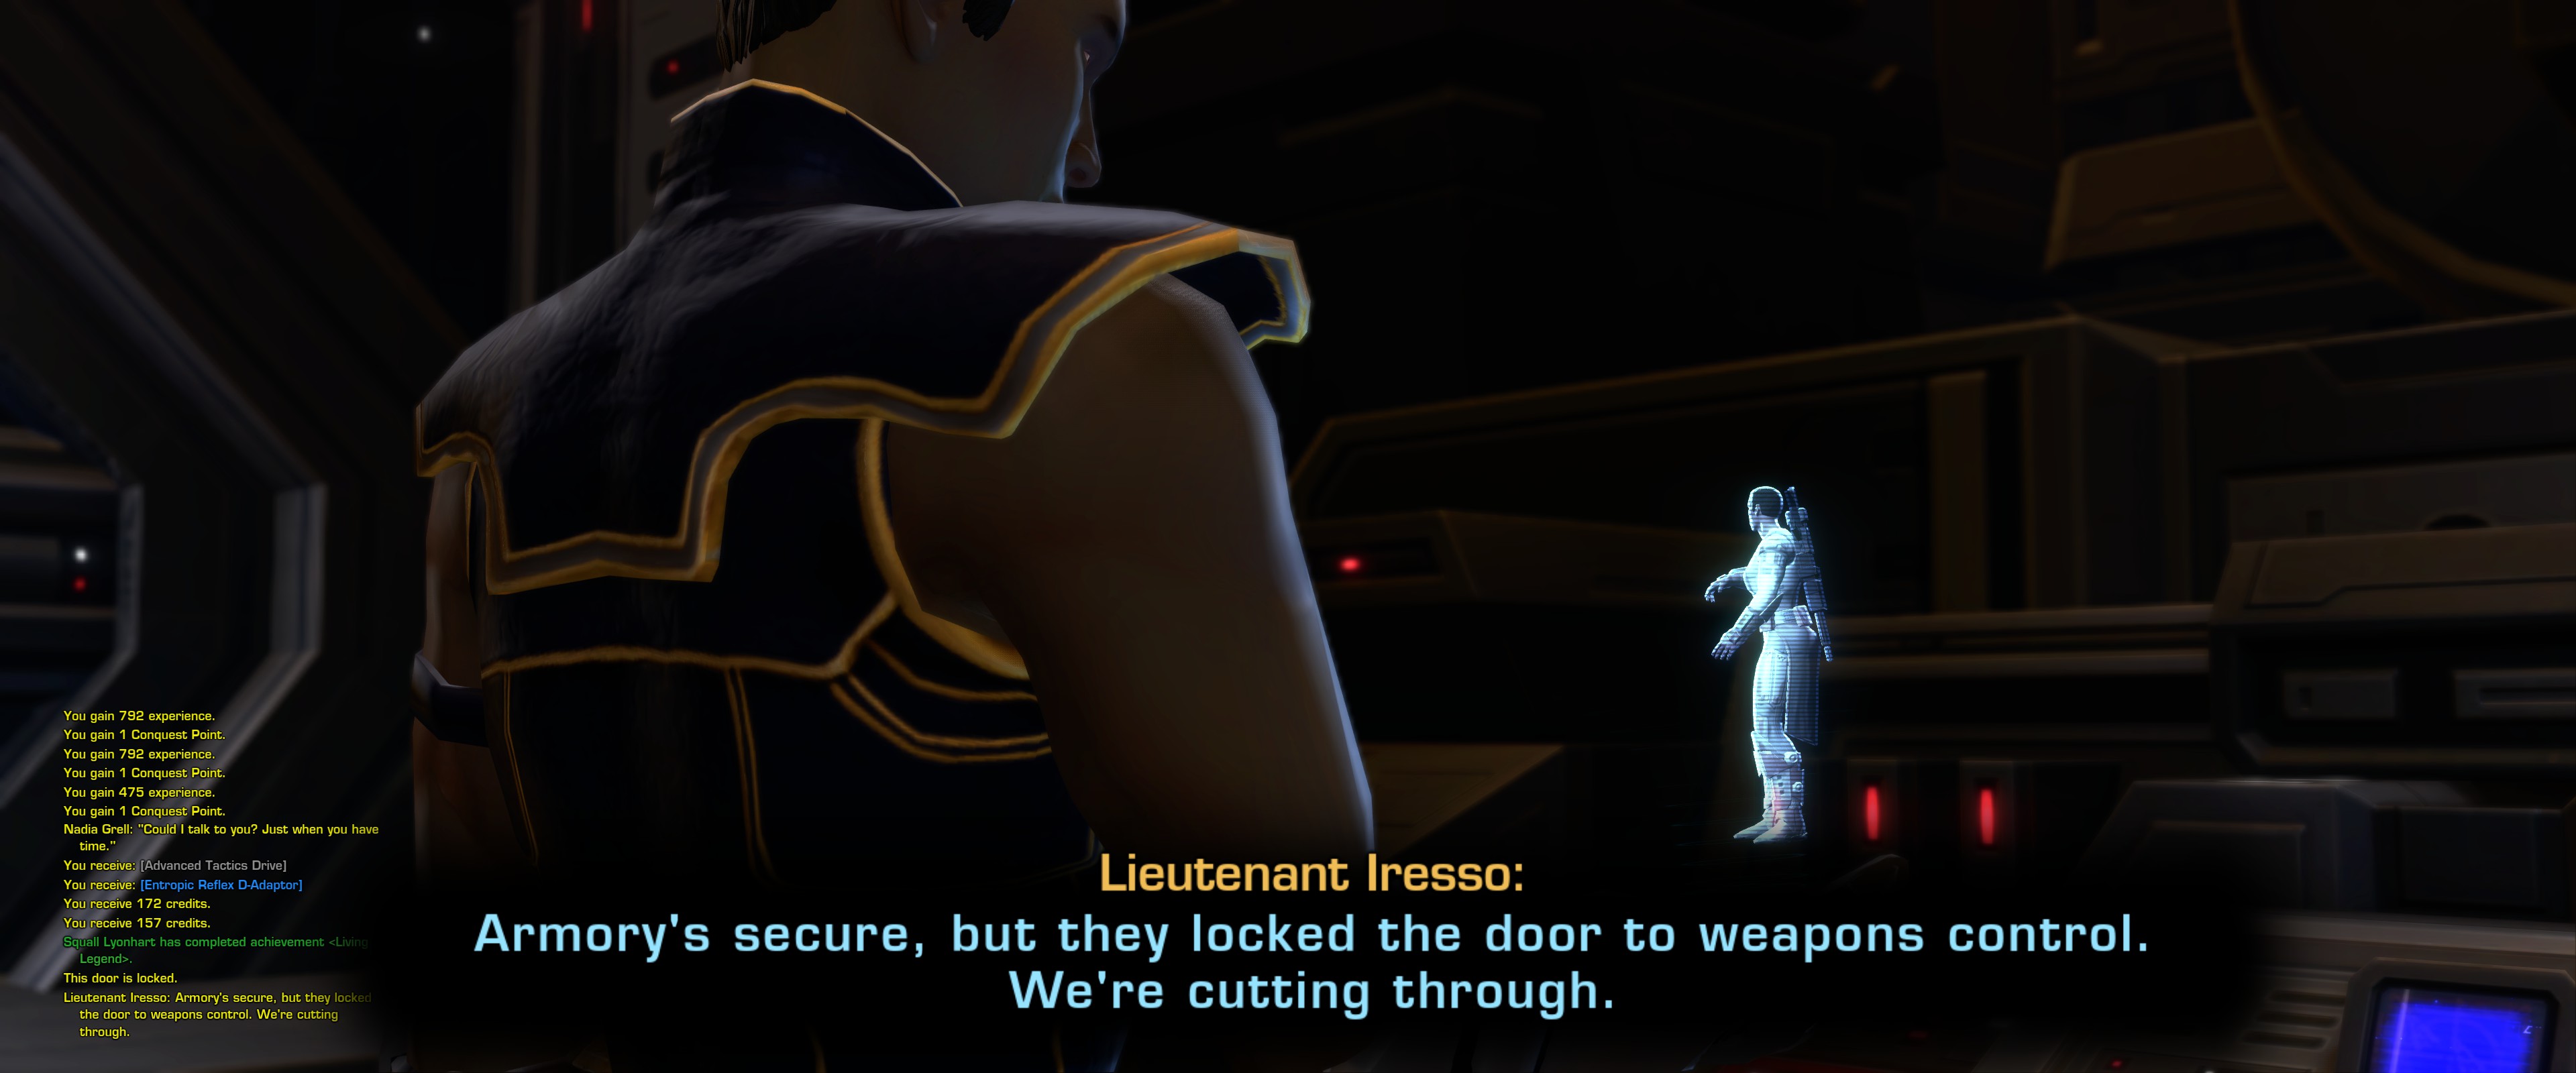 You gain 792 experience.
You gain 1 Conquest Point.
You gain 792 experience.
You gain 1 Conquest Point.
You gain 475 experience.
You gain 1 Conquest Point.
Nadia Grell: "Could I talk to you? Just when you have
time."
You receive: [Advanced Tactics Drive]
You receive: [Entropic Reflex D-Adaptor]
You receive 172 credits.
You receive 157 credits.
Squall Lyonhart has completed achievement <Living
Legend>.
This door is locked.
Lieutenant Iresso: Armory's secure, but they locked
the door to weapons control. We're cutting
through.
Lieutenant Iresso:
Armory's secure, but they locked the door to weapons control.
We're cutting through.